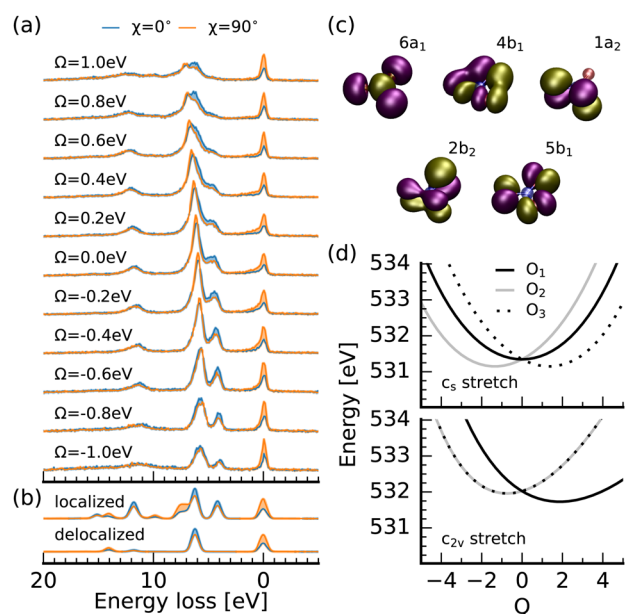 (a)
χ=0° χ=90°
Ω=1.0eV
Ω=0.8eV
Ω=0.6eV
Ω=0.4eV
Ω=0.2eV
Ω=0.0eV
Ω=-0.2eV
Ω=-0.4eV
Ω=-0.6eV
Ω=-0.8eV
Ω=-1.0eV
(b)
localized
delocalized
20 10 0
Energy loss [eV]
(c)
6a₁ 4b₁ 1a₂
2b₂ 5b₁
(d)
534
533
532
531
O₁
O₂
O₃
cₛ stretch
Energy [eV]
534
533
532
531
c₂ᵥ stretch
−4 −2 0 2 4
Q